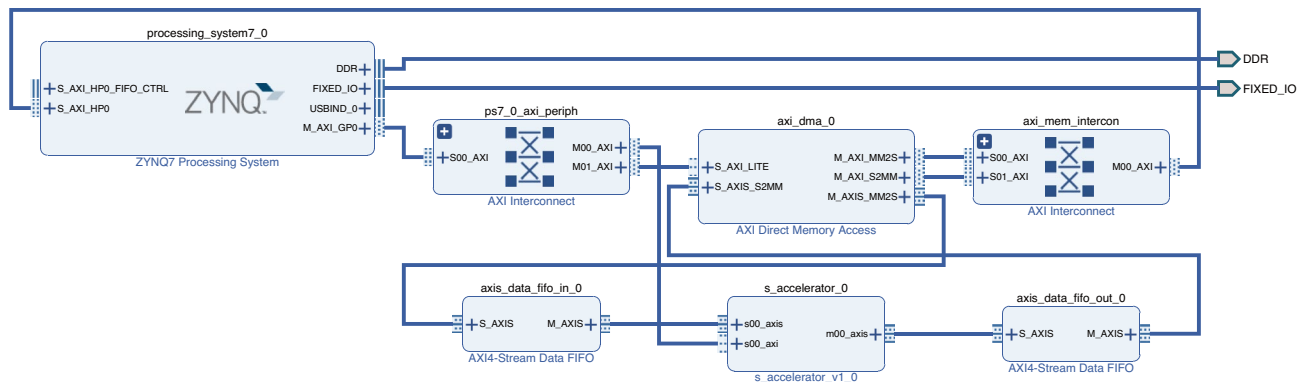 processing_system7_0
S_AXI_HP0_FIFO_CTRL
S_AXI_HP0
ZYNQ
DDR
FIXED_IO
USBIND_0
M_AXI_GP0
ZYNQ7 Processing System
DDR
FIXED_IO
ps7_0_axi_periph
S00_AXI
M00_AXI
M01_AXI
AXI Interconnect
axi_dma_0
S_AXI_LITE
S_AXIS_S2MM
M_AXI_MM2S
M_AXI_S2MM
M_AXIS_MM2S
AXI Direct Memory Access
axi_mem_intercon
S00_AXI
S01_AXI
M00_AXI
AXI Interconnect
axis_data_fifo_in_0
S_AXIS
M_AXIS
AXI4-Stream Data FIFO
s_accelerator_0
s00_axis
s00_axi
m00_axis
s_accelerator_v1_0
axis_data_fifo_out_0
S_AXIS
M_AXIS
AXI4-Stream Data FIFO